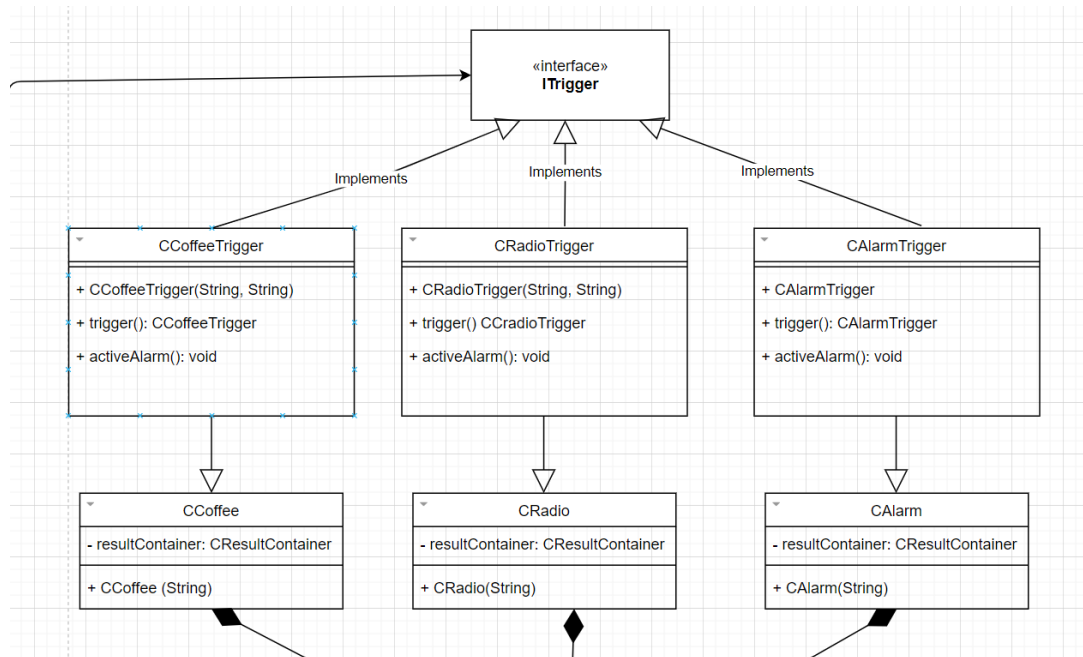 «interface»
ITrigger
Implements
Implements
Implements
CCoffeeTrigger
+ CCoffeeTrigger(String, String)
+ trigger(): CCoffeeTrigger
+ activeAlarm(): void
CRadioTrigger
+ CRadioTrigger(String, String)
+ trigger() CCradioTrigger
+ activeAlarm(): void
CAlarmTrigger
+ CAlarmTrigger
+ trigger(): CAlarmTrigger
+ activeAlarm(): void
CCoffee
- resultContainer: CResultContainer
+ CCoffee (String)
CRadio
- resultContainer: CResultContainer
+ CRadio(String)
CAlarm
- resultContainer: CResultContainer
+ CAlarm(String)